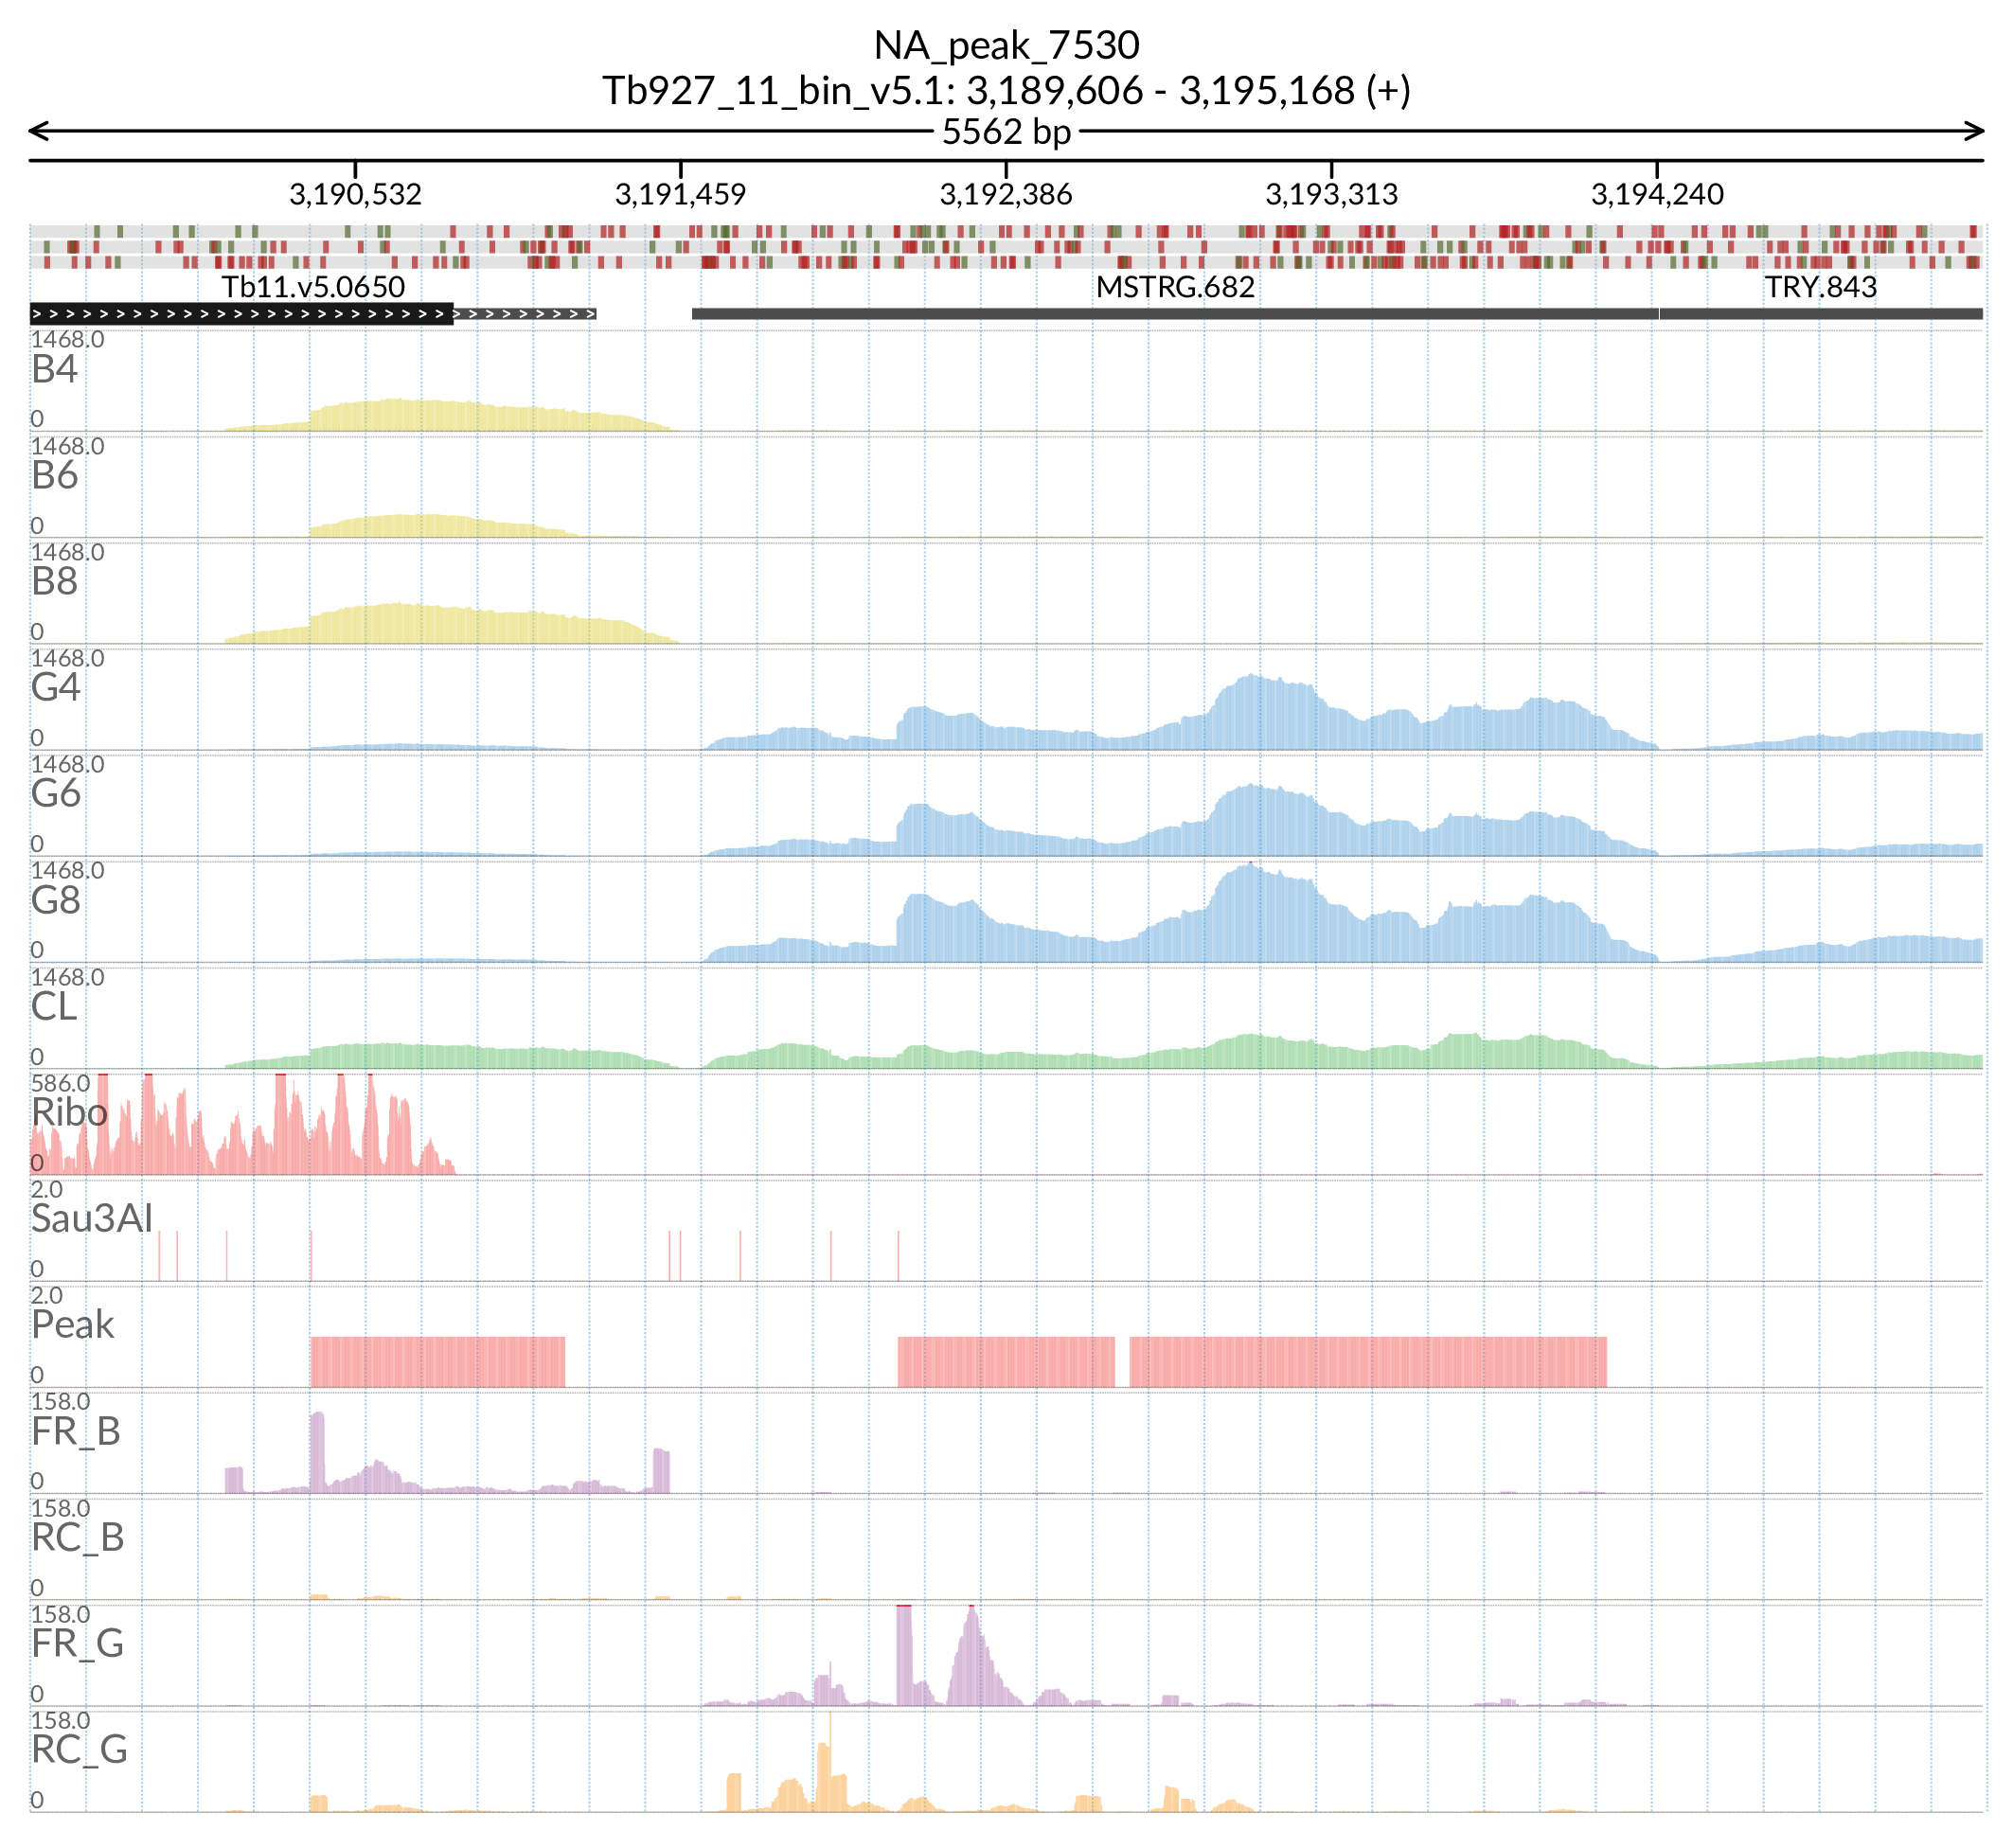 NA_peak_7530
Tb927_11_bin_v5.1: 3,189,606 - 3,195,168 (+)
5562 bp
3,190,532 3,191,459 3,192,386 3,193,313 3,194,240
Tb11.v5.0650 MSTRG.682 TRY.843
1468.0
B4
0
1468.0
B6
0
1468.0
B8
0
1468.0
G4
0
1468.0
G6
0
1468.0
G8
0
1468.0
CL
0
586.0
Ribo
0
2.0
Sau3AI
0
2.0
Peak
0
158.0
FR_B
0
158.0
RC_B
0
158.0
FR_G
0
158.0
RC_G
0